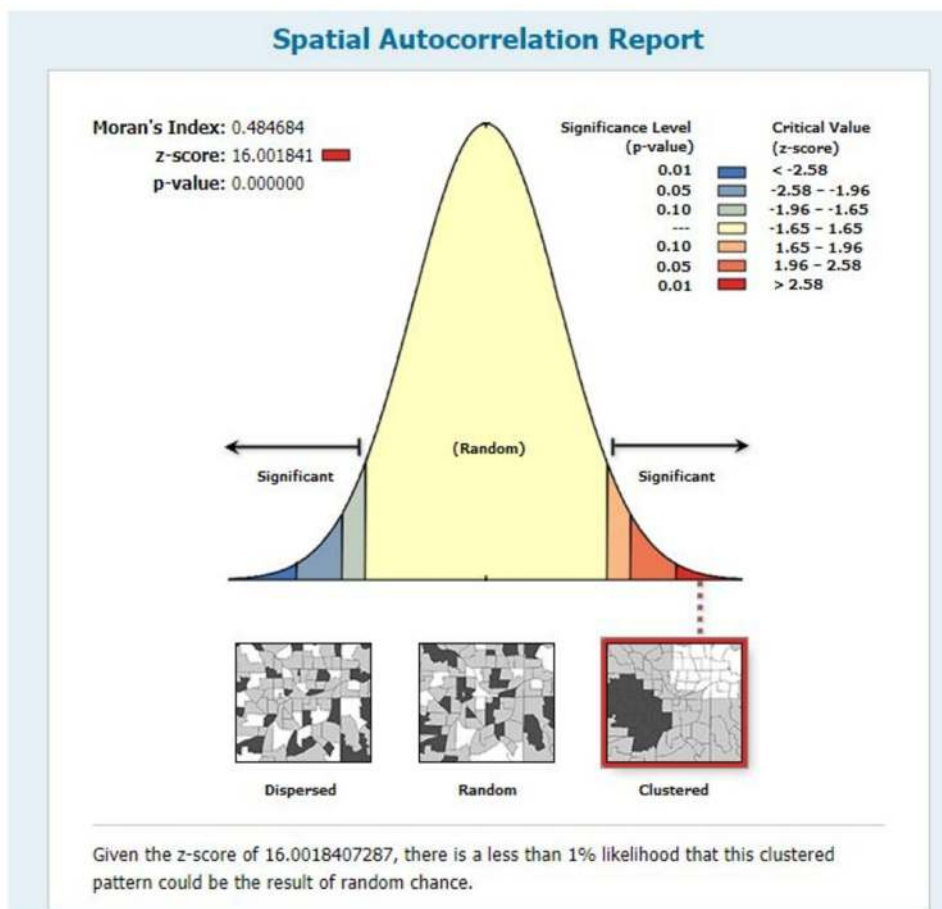 Spatial Autocorrelation Report
Moran's Index: 0.484684
z-score: 16.001841
p-value: 0.000000
Significance Level Critical Value
(p-value) (z-score)
0.01 < -2.58
0.05 -2.58 – -1.96
0.10 -1.96 – -1.65
--- -1.65 – 1.65
0.10 1.65 – 1.96
0.05 1.96 – 2.58
0.01 > 2.58
(Random)
Significant Significant
Dispersed Random Clustered
Given the z-score of 16.0018407287, there is a less than 1% likelihood that this clustered
pattern could be the result of random chance.